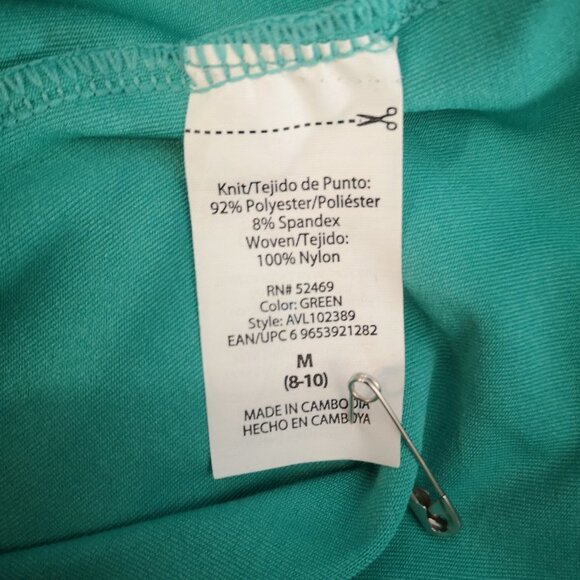 Knit/Tejido de Punto:
92% Polyester/Poliéster
8% Spandex
Woven/Tejido:
100% Nylon
RN# 52469
Color: GREEN
Style: AVL102389
EAN/UPC 6 9653921282
M
(8-10)
MADE IN CAMBODIA
HECHO EN CAMBOYA